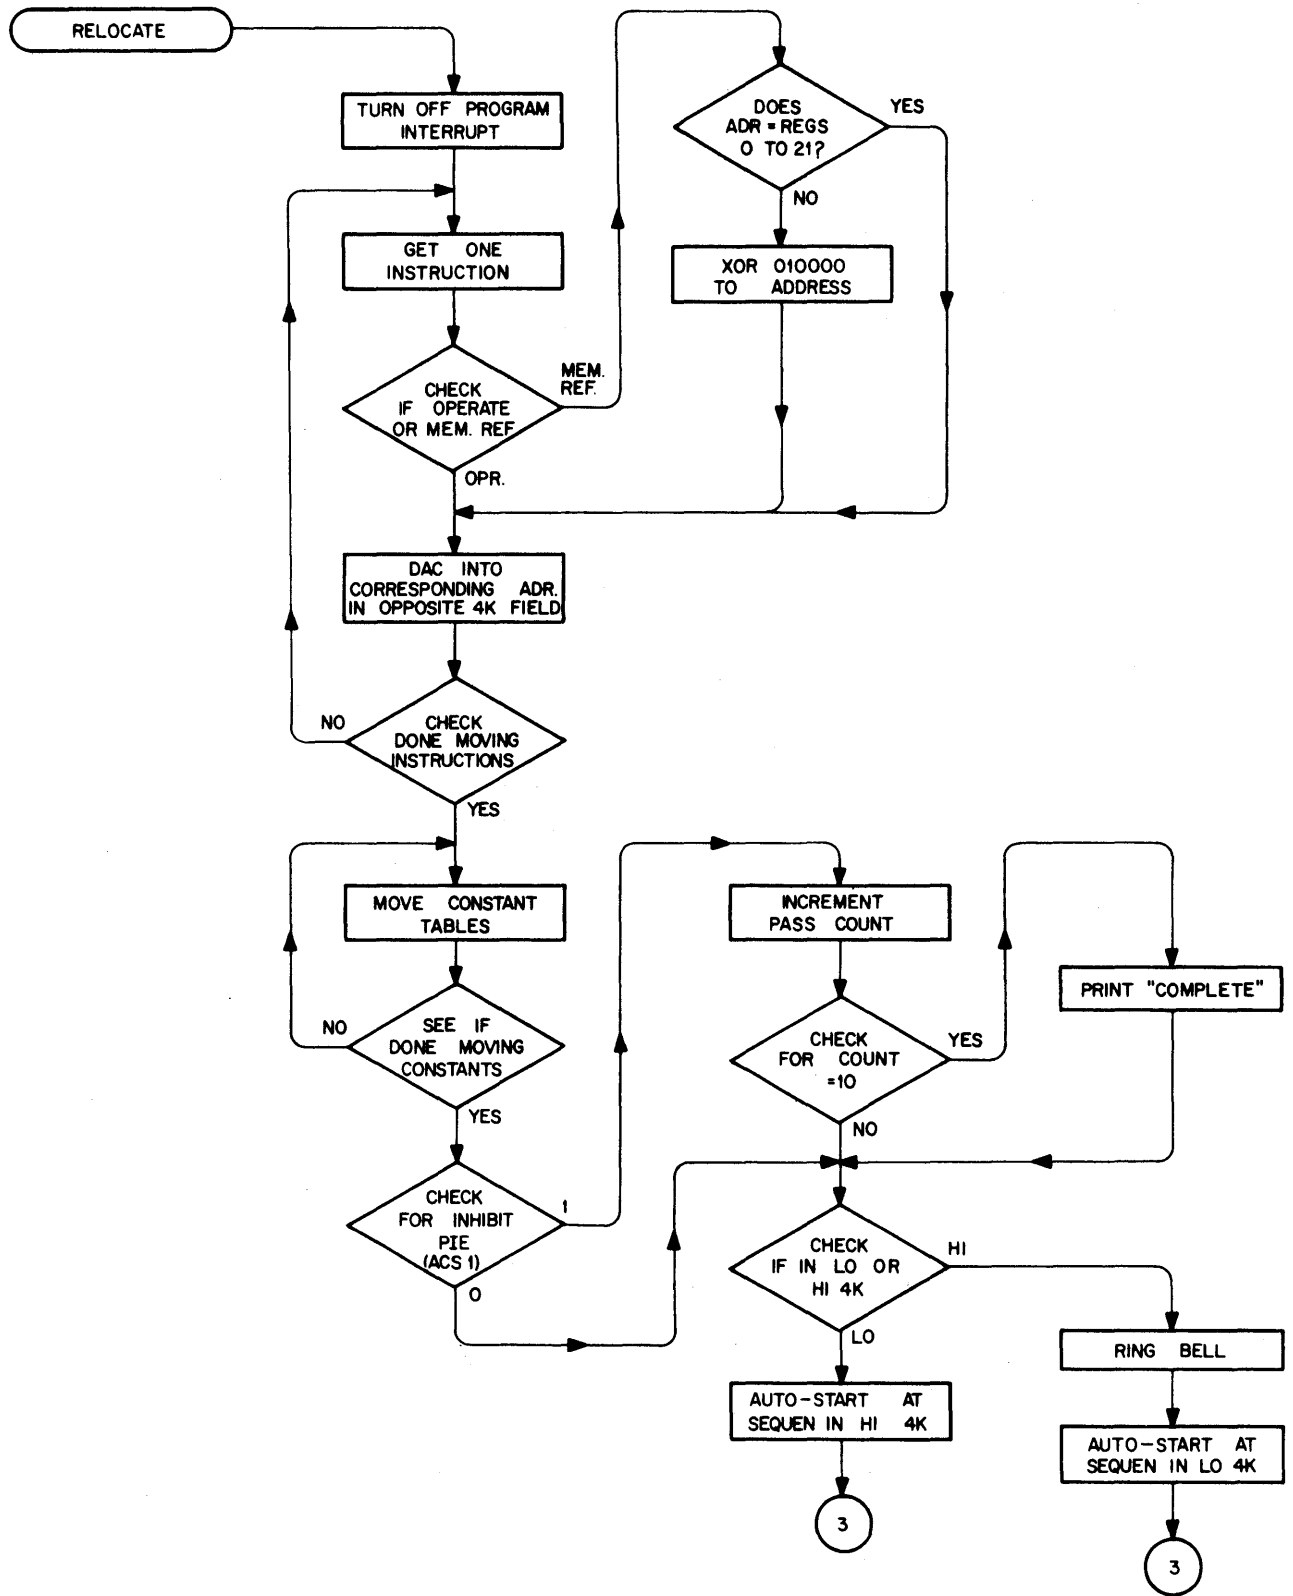 RELOCATE
TURN OFF PROGRAM
INTERRUPT
GET ONE
INSTRUCTION
CHECK
IF OPERATE
OR MEM. REF
MEM.
REF.
OPR.
DOES
ADR = REGS
0 TO 21?
YES
NO
XOR 010000
TO ADDRESS
DAC INTO
CORRESPONDING ADR.
IN OPPOSITE 4K FIELD
CHECK
DONE MOVING
INSTRUCTIONS
NO
YES
MOVE CONSTANT
TABLES
SEE IF
DONE MOVING
CONSTANTS
NO
YES
CHECK
FOR INHIBIT
PIE
(ACS 1)
1
0
INCREMENT
PASS COUNT
CHECK
FOR COUNT
=10
YES
NO
PRINT "COMPLETE"
CHECK
IF IN LO OR
HI 4K
HI
LO
RING BELL
AUTO-START AT
SEQUEN IN HI 4K
AUTO-START AT
SEQUEN IN LO 4K
3
3